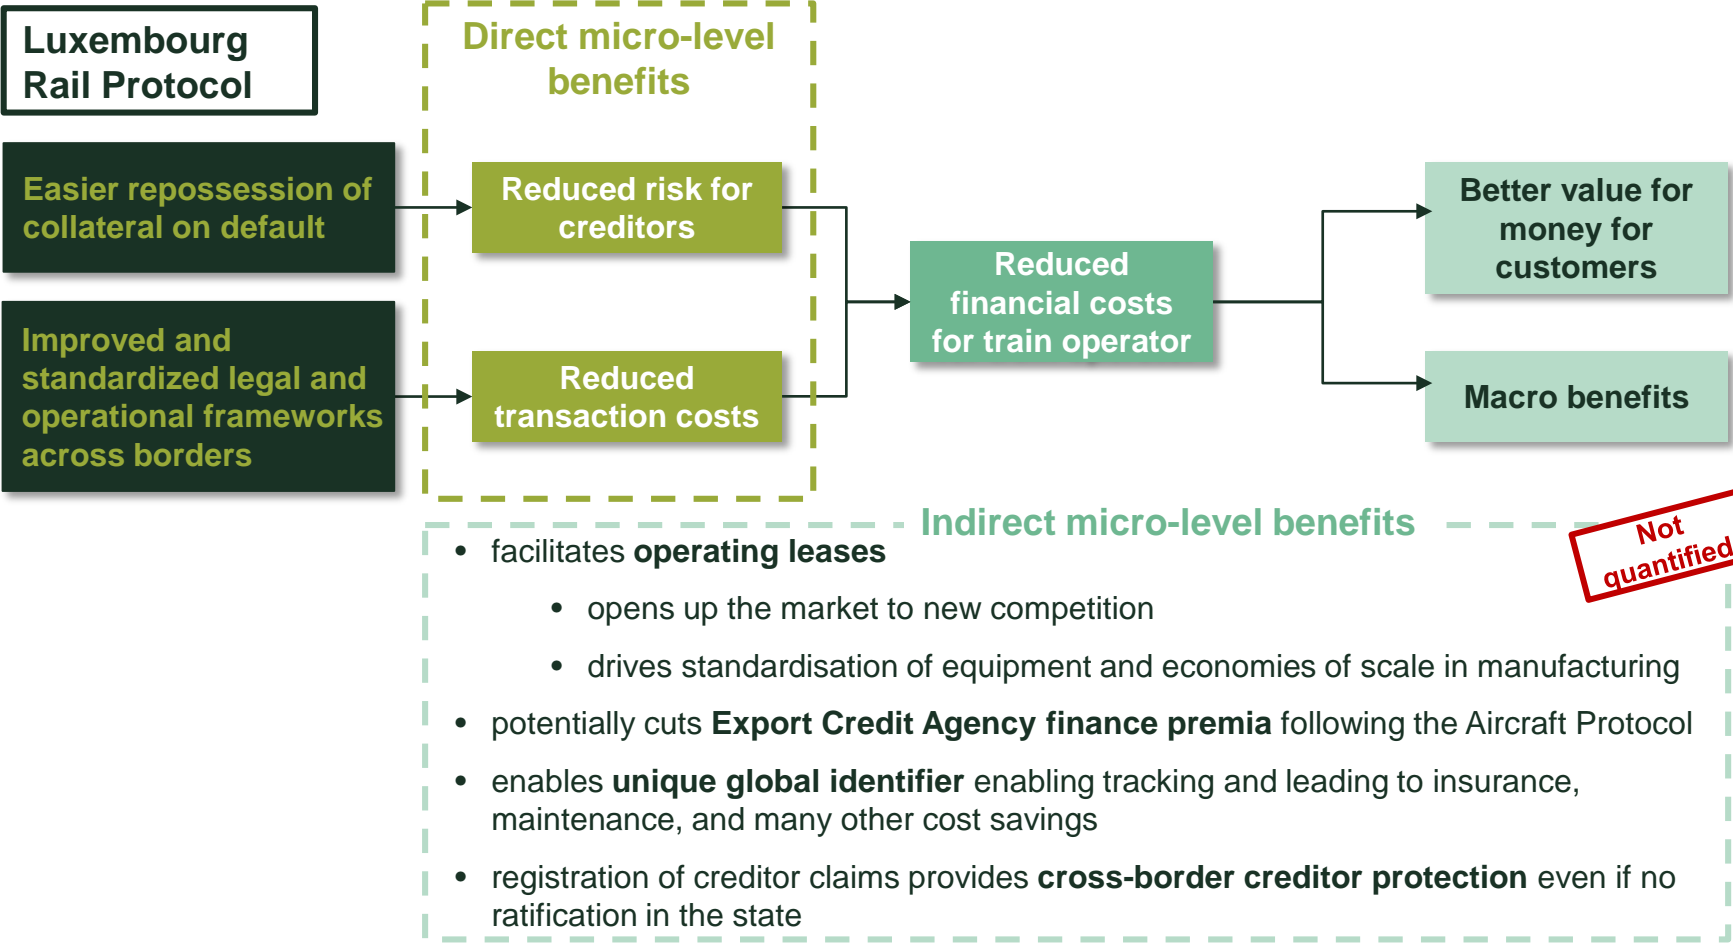 Luxembourg
Rail Protocol
Direct micro-level
benefits
Easier repossession of
collateral on default
Reduced risk for
creditors
Improved and
standardized legal and
operational frameworks
across borders
Reduced
transaction costs
Reduced
financial costs
for train operator
Better value for
money for
customers
Macro benefits
Indirect micro-level benefits
Not
quantified
• facilitates operating leases
• opens up the market to new competition
• drives standardisation of equipment and economies of scale in manufacturing
• potentially cuts Export Credit Agency finance premia following the Aircraft Protocol
• enables unique global identifier enabling tracking and leading to insurance,
maintenance, and many other cost savings
• registration of creditor claims provides cross-border creditor protection even if no
ratification in the state